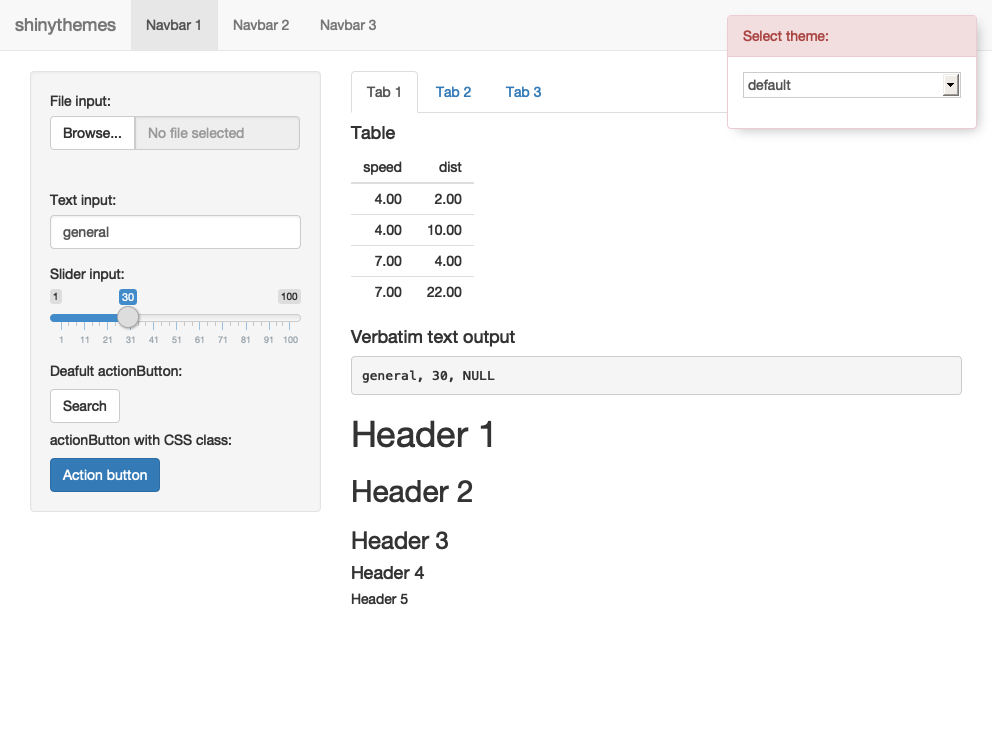 shinythemes Navbar 1 Navbar 2 Navbar 3
Select theme:
default
File input:
Browse... No file selected
Text input:
general
Slider input:
1 30 100
1 11 21 31 41 51 61 71 81 91 100
Deafult actionButton:
Search
actionButton with CSS class:
Action button
Tab 1 Tab 2 Tab 3
Table
speed dist
4.00 2.00
4.00 10.00
7.00 4.00
7.00 22.00
Verbatim text output
general, 30, NULL
Header 1
Header 2
Header 3
Header 4
Header 5